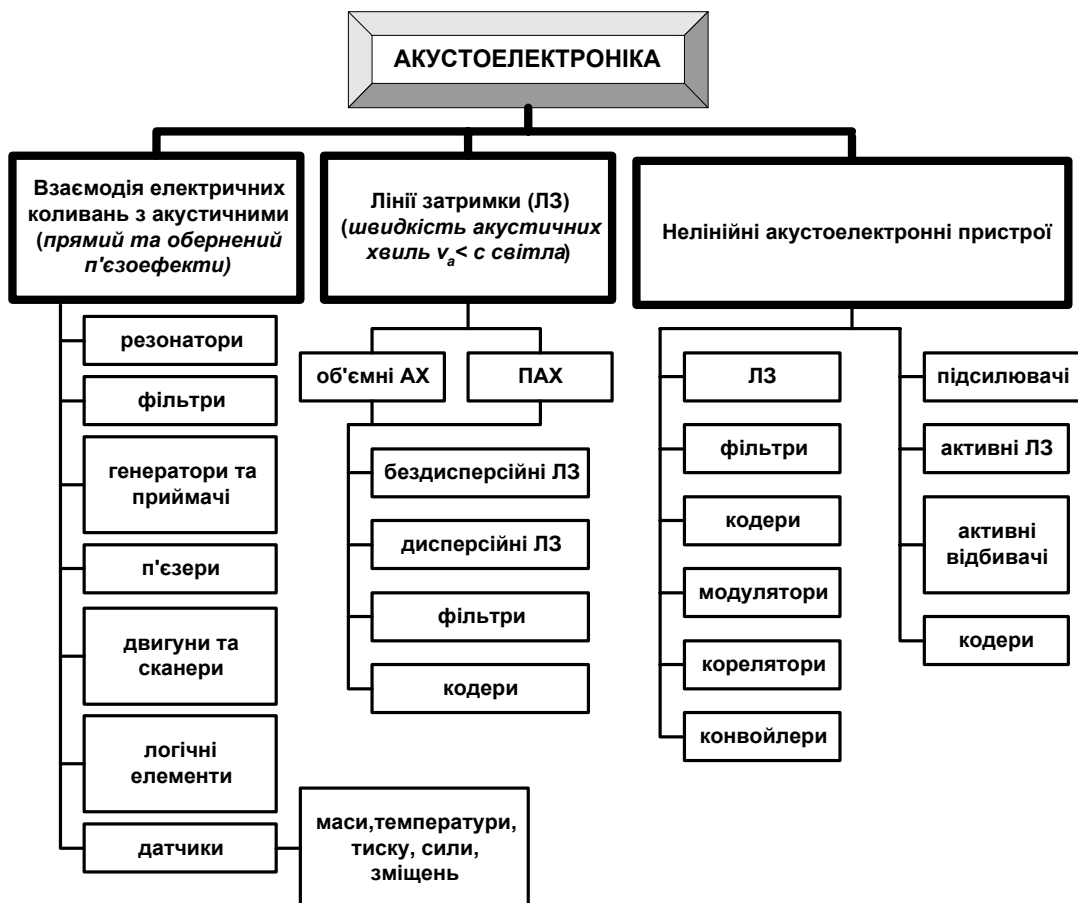 АКУСТОЕЛЕКТРОНІКА
Взаємодія електричних
коливань з акустичними
(прямий та обернений
п'єзоефекти)
резонатори
фільтри
генератори та
приймачі
п'єзери
двигуни та
сканери
логічні
елементи
датчики
маси,температури,
тиску, сили,
зміщень
Лінії затримки (ЛЗ)
(швидкість акустичних
хвиль vₐ< c світла)
об'ємні АХ
ПАХ
бездисперсійні ЛЗ
дисперсійні ЛЗ
фільтри
кодери
Нелінійні акустоелектронні пристрої
ЛЗ
фільтри
кодери
модулятори
корелятори
конвойлери
підсилювачі
активні ЛЗ
активні
відбивачі
кодери